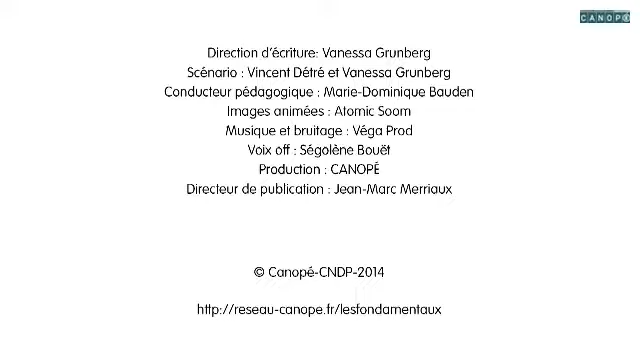 CANOPÉ
Direction d'écriture: Vanessa Grunberg
Scénario : Vincent Détré et Vanessa Grunberg
Conducteur pédagogique : Marie-Dominique Bauden
Images animées : Atomic Soom
Musique et bruitage : Véga Prod
Voix off : Ségolène Bouët
Production : CANOPÉ
Directeur de publication : Jean-Marc Merriaux
© Canopé-CNDP-2014
http://reseau-canope.fr/lesfondamentaux